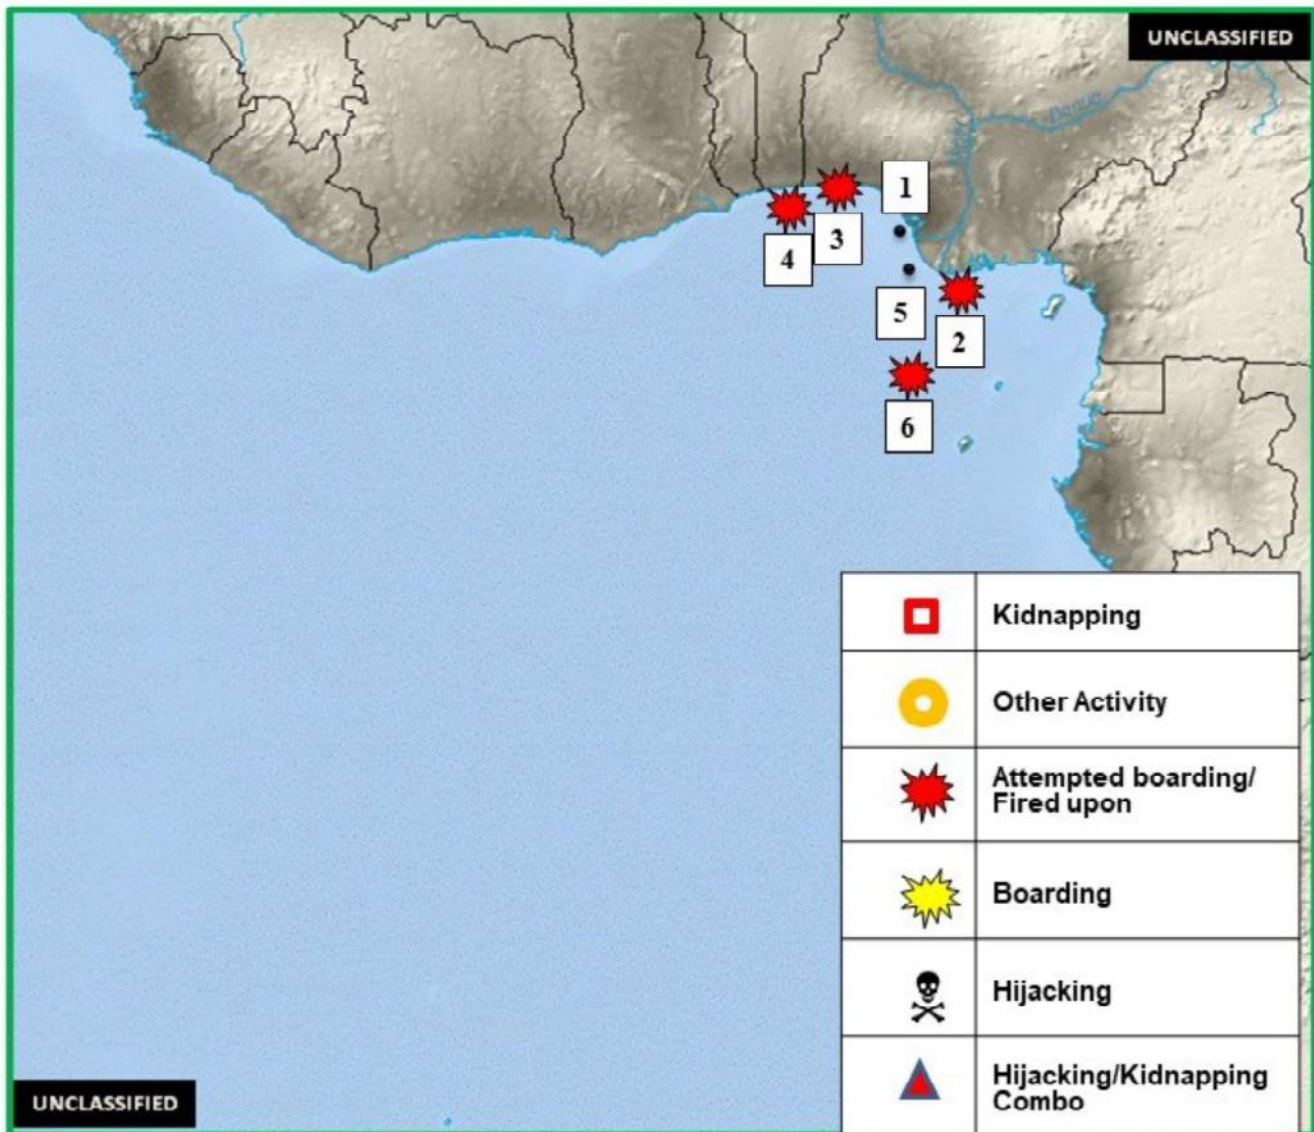 UNCLASSIFIED
Benue
1
3
4
5
2
6
Kidnapping
Other Activity
Attempted boarding/
Fired upon
Boarding
Hijacking
Hijacking/Kidnapping
Combo
UNCLASSIFIED